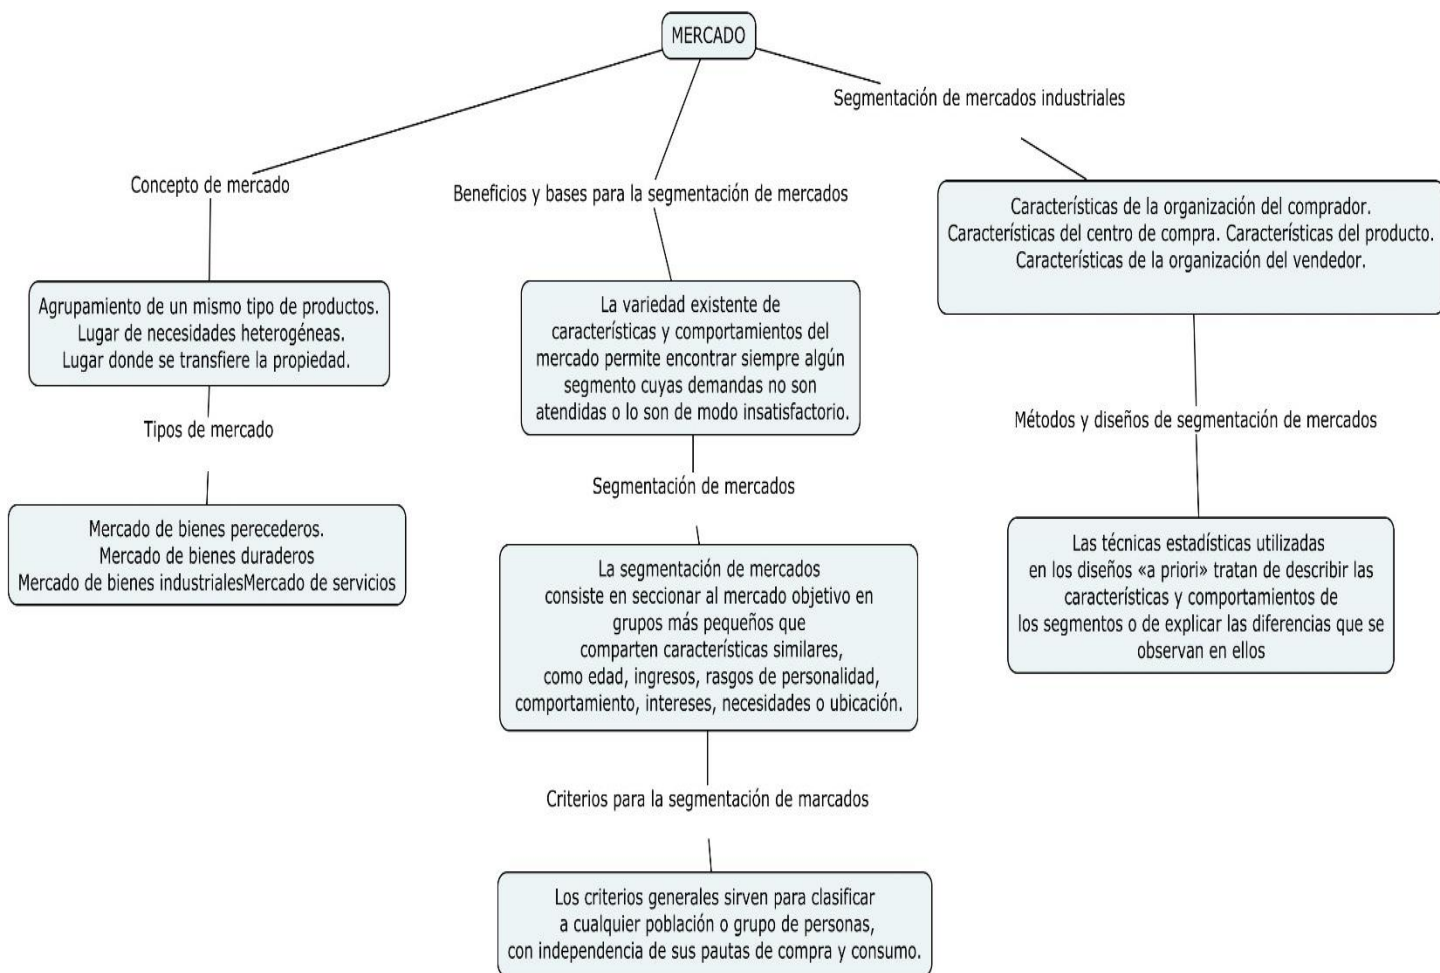 MERCADO
Concepto de mercado
Agrupamiento de un mismo tipo de productos.
Lugar de necesidades heterogéneas.
Lugar donde se transfiere la propiedad.
Tipos de mercado
Mercado de bienes perecederos.
Mercado de bienes duraderos
Mercado de bienes industrialesMercado de servicios
Beneficios y bases para la segmentación de mercados
La variedad existente de
características y comportamientos del
mercado permite encontrar siempre algún
segmento cuyas demandas no son
atendidas o lo son de modo insatisfactorio.
Segmentación de mercados
La segmentación de mercados
consiste en seccionar al mercado objetivo en
grupos más pequeños que
comparten características similares,
como edad, ingresos, rasgos de personalidad,
comportamiento, intereses, necesidades o ubicación.
Criterios para la segmentación de marcados
Los criterios generales sirven para clasificar
a cualquier población o grupo de personas,
con independencia de sus pautas de compra y consumo.
Segmentación de mercados industriales
Características de la organización del comprador.
Características del centro de compra. Características del producto.
Características de la organización del vendedor.
Métodos y diseños de segmentación de mercados
Las técnicas estadísticas utilizadas
en los diseños «a priori» tratan de describir las
características y comportamientos de
los segmentos o de explicar las diferencias que se
observan en ellos